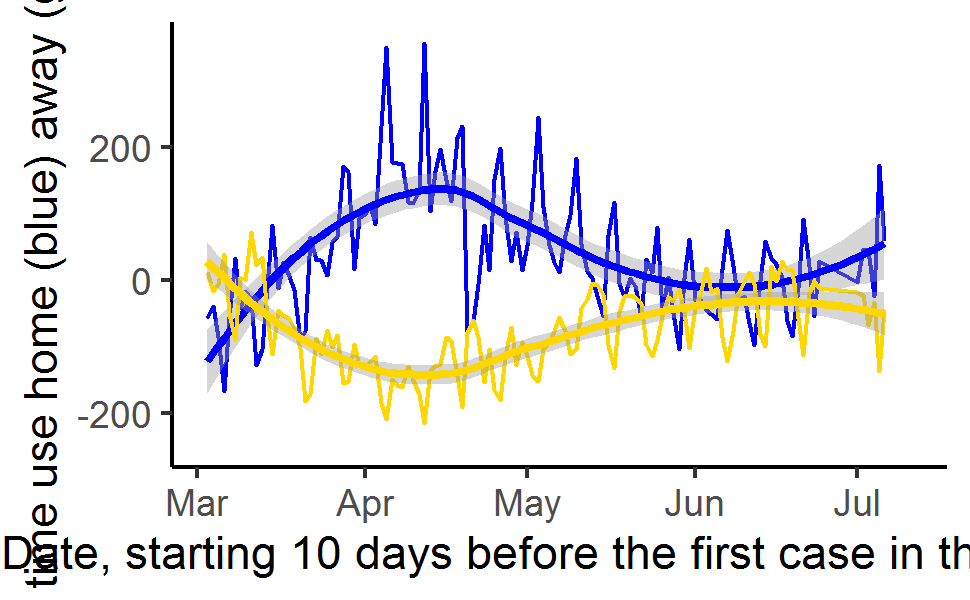 time use home (blue) away (
200
0
-200
Mar Apr May Jun Jul
Date, starting 10 days before the first case in th